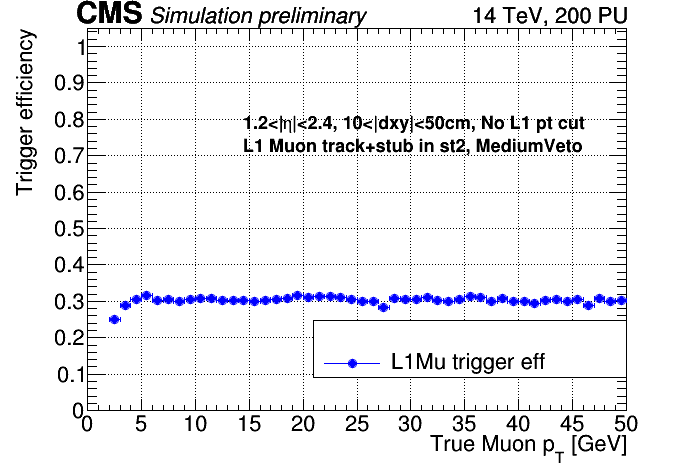 CMS Simulation preliminary 14 TeV, 200 PU
Trigger efficiency
1
0.9
0.8
0.7
0.6
0.5
0.4
0.3
0.2
0.1
0
1.2<|η|<2.4, 10<|dxy|<50cm, No L1 pt cut
L1 Muon track+stub in st2, MediumVeto
L1Mu trigger eff
0 5 10 15 20 25 30 35 40 45 50
True Muon p_T [GeV]